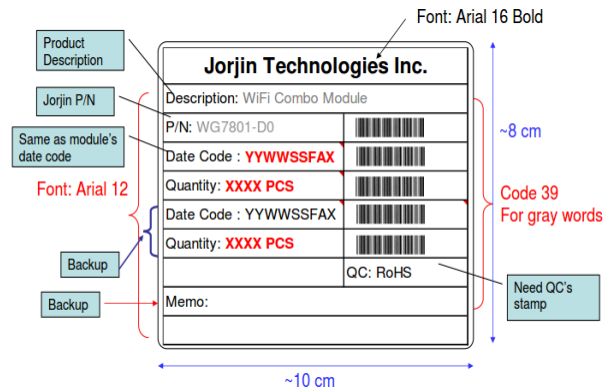 Font: Arial 16 Bold
Product
Description
Jorjin Technologies Inc.
Description: WiFi Combo Module
Jorjin P/N
P/N: WG7801-D0
~8 cm
Same as module's
date code
Date Code : YYWWSSFAX
Font: Arial 12
Quantity: XXXX PCS
Code 39
For gray words
Date Code : YYWWSSFAX
Quantity: XXXX PCS
Backup
QC: RoHS
Need QC's
stamp
Backup
Memo:
~10 cm